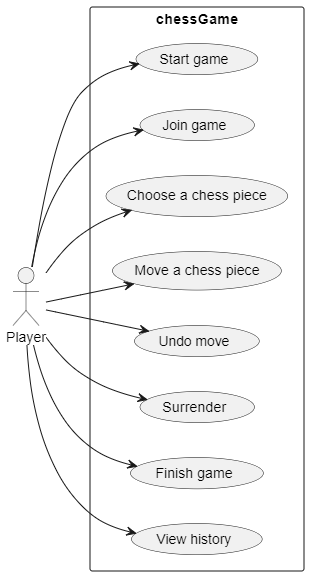 chessGame
Start game
Join game
Choose a chess piece
Move a chess piece
Player
Undo move
Surrender
Finish game
View history